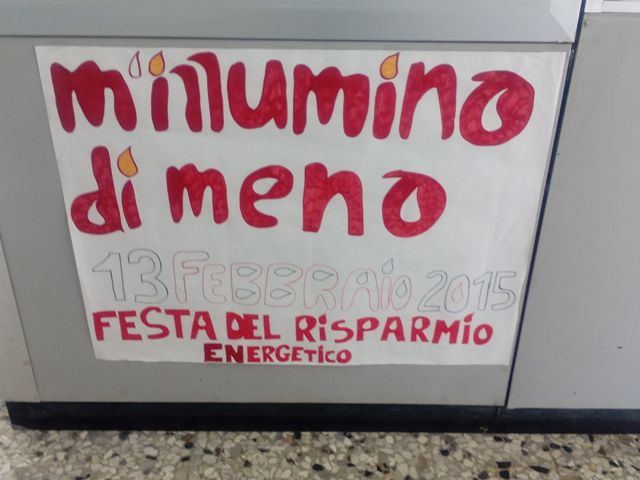 m'illumino
di meno
13 FEBBRAIO 2015
FESTA DEL RiSPARMIO
ENERGETICO